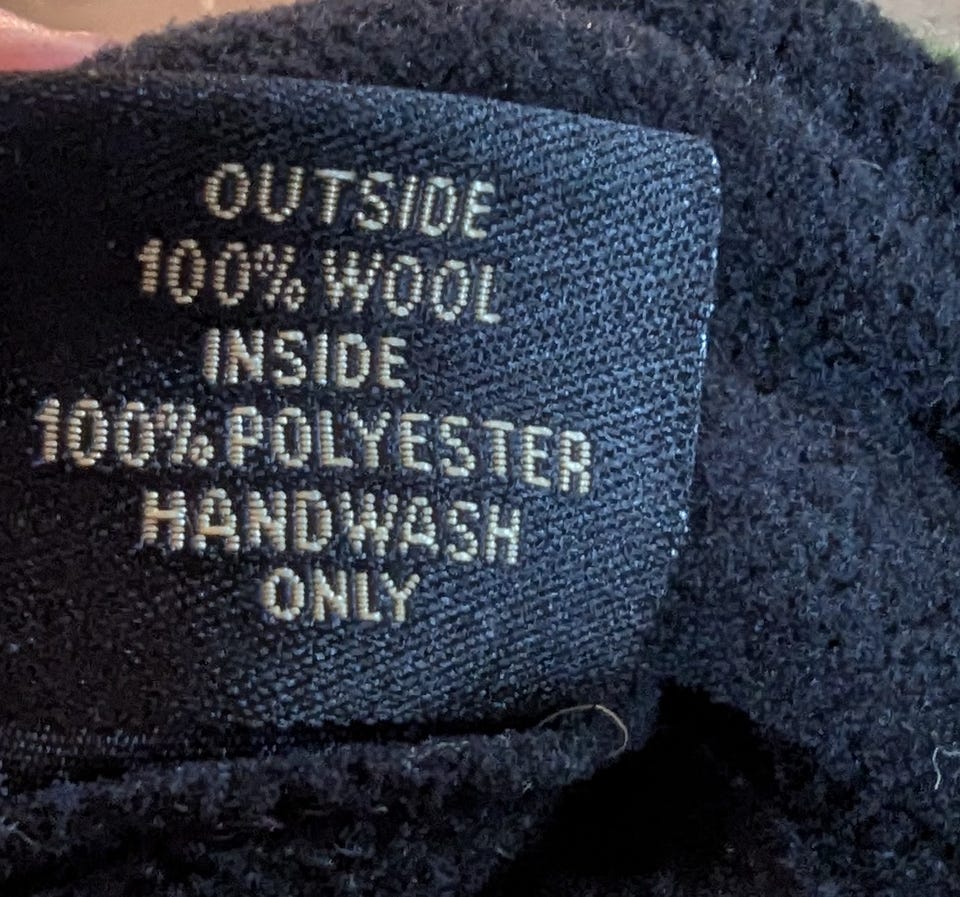 OUTSIDE
100% WOOL
INSIDE
100% POLYESTER
HANDWASH
ONLY